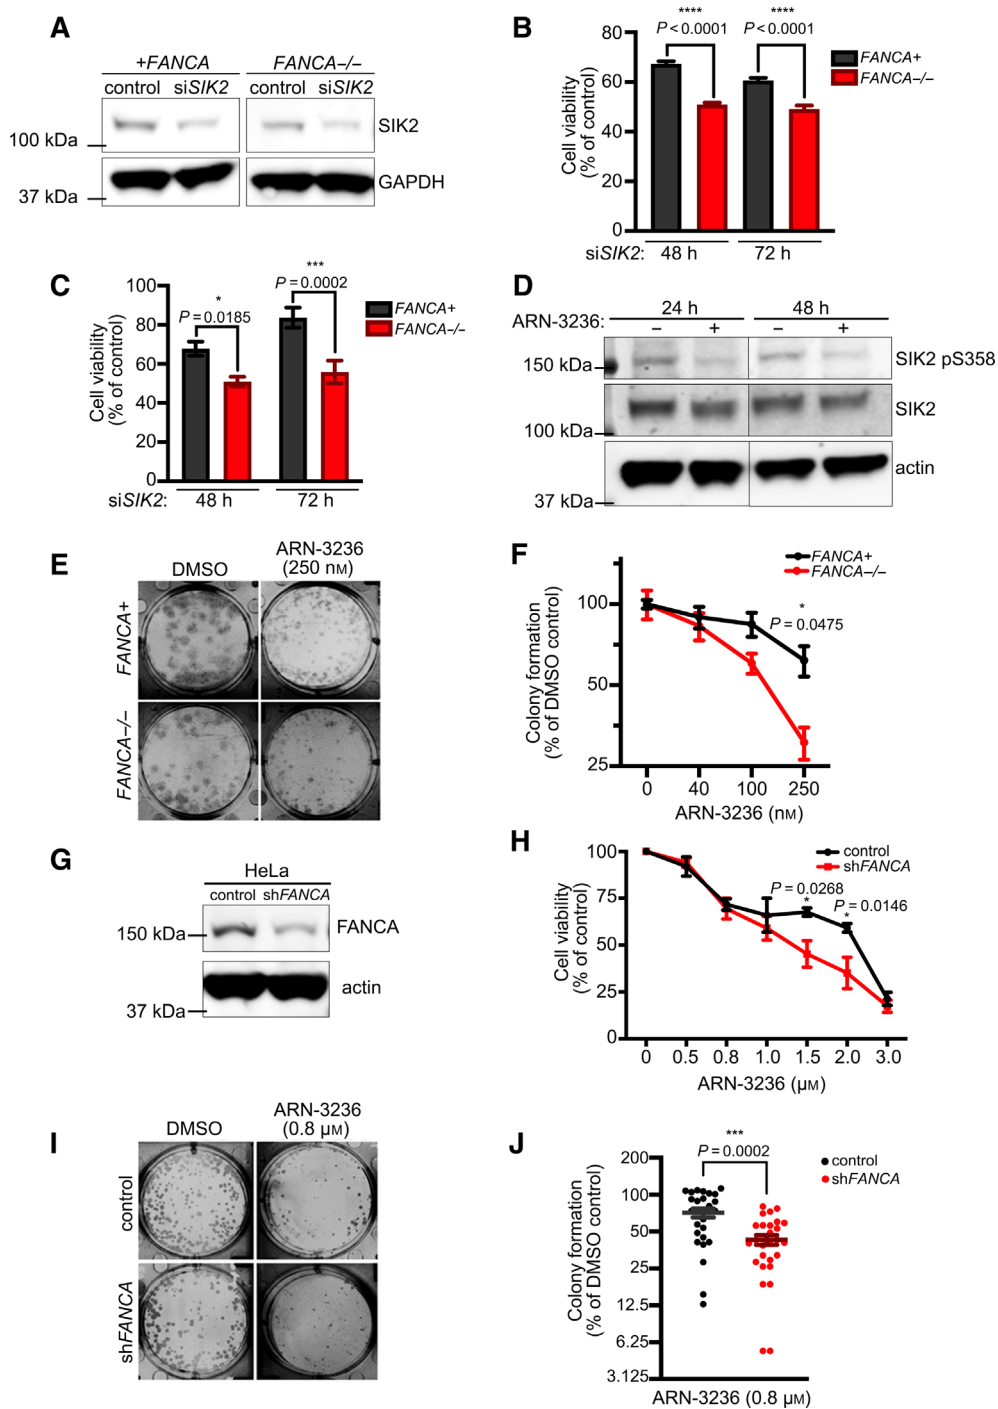 A
+FANCA FANCA–/–
control siSIK2 control siSIK2
SIK2
100 kDa
GAPDH
37 kDa
B
****
P < 0.0001
****
P < 0.0001
FANCA+
FANCA–/–
Cell viability
(% of control)
80
60
40
20
0
siSIK2: 48 h 72 h
C
*
P = 0.0185
***
P = 0.0002
FANCA+
FANCA–/–
Cell viability
(% of control)
100
80
60
40
20
0
siSIK2: 48 h 72 h
D
24 h 48 h
ARN-3236: – + – +
SIK2 pS358
150 kDa
SIK2
100 kDa
actin
37 kDa
E
DMSO
ARN-3236
(250 nM)
FANCA+
FANCA–/–
F
FANCA+
FANCA–/–
*
P = 0.0475
Colony formation
(% of DMSO control)
100
50
25
0 40 100 250
ARN-3236 (nM)
G
HeLa
control shFANCA
FANCA
150 kDa
actin
37 kDa
H
control
shFANCA
P = 0.0268
*
P = 0.0146
*
Cell viability
(% of control)
100
75
50
25
0
0 0.5 0.8 1.0 1.5 2.0 3.0
ARN-3236 (µM)
I
DMSO
ARN-3236
(0.8 µM)
control
shFANCA
J
***
P = 0.0002
control
shFANCA
Colony formation
(% of DMSO control)
200
100
50
25
12.5
6.25
3.125
ARN-3236 (0.8 µM)